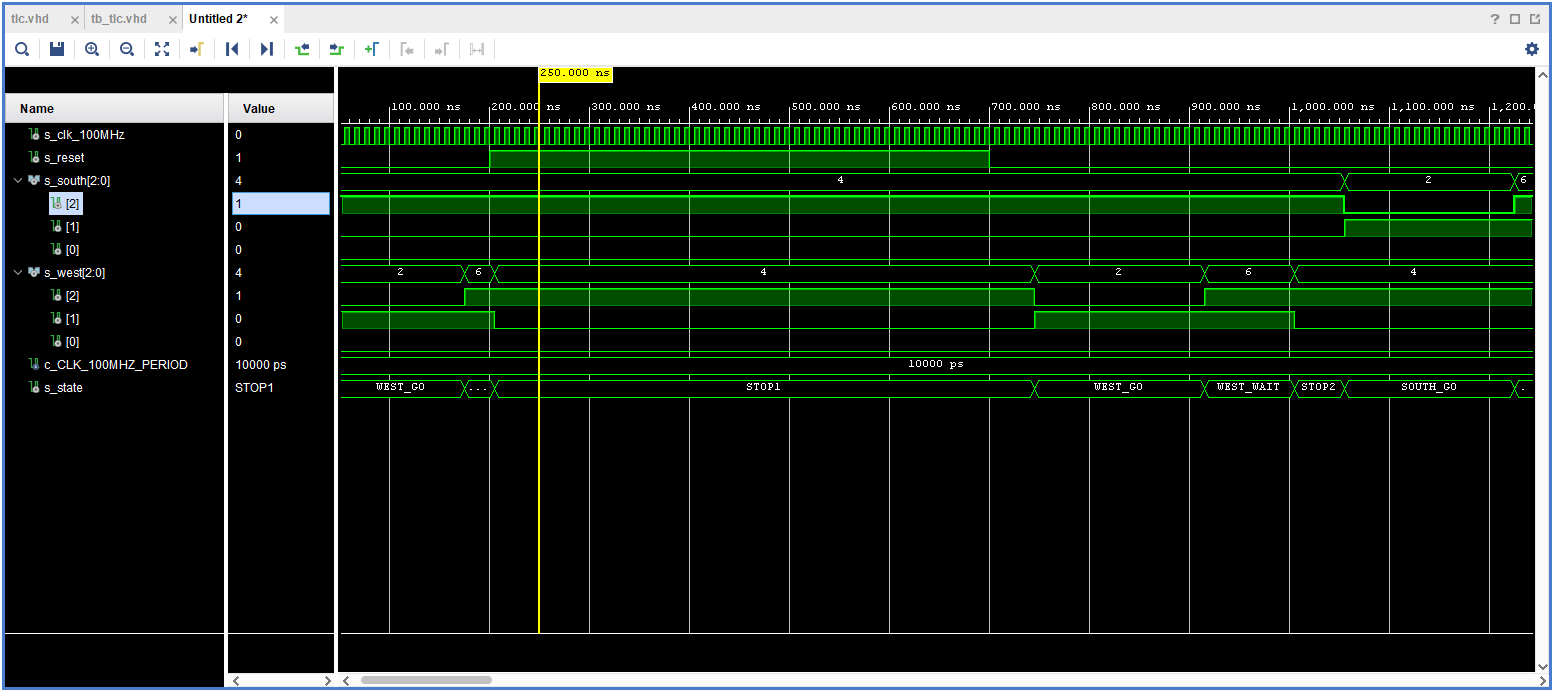 tlc.vhd × tb_tlc.vhd × Untitled 2* ×
?
250.000 ns
Name Value
100.000 ns 200.000 ns 300.000 ns 400.000 ns 500.000 ns 600.000 ns 700.000 ns 800.000 ns 900.000 ns 1,000.000 ns 1,100.000 ns 1,200.
s_clk_100MHz 0
s_reset 1
s_south[2:0] 4 4 2 6
[2] 1
[1] 0
[0] 0
s_west[2:0] 4 2 6 4 2 6 4
[2] 1
[1] 0
[0] 0
c_CLK_100MHZ_PERIOD 10000 ps 10000 ps
s_state STOP1 WEST_GO ... STOP1 WEST_GO WEST_WAIT STOP2 SOUTH_GO .